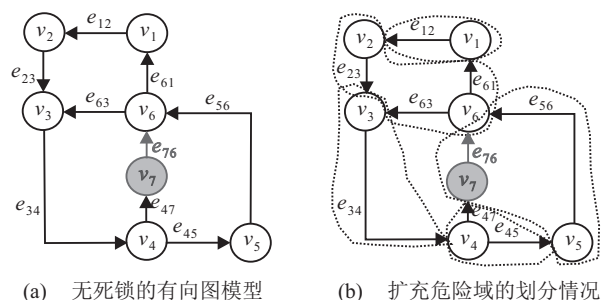 v2 e12 v1
e23 e61
v3 e63 v6 e56
e76
v7
e34 e47
v4 e45 v5
(a) 无死锁的有向图模型
v2 e12 v1
e23 e61
v3 e63 v6 e56
e76
v7
e34 e47
v4 e45 v5
(b) 扩充危险域的划分情况